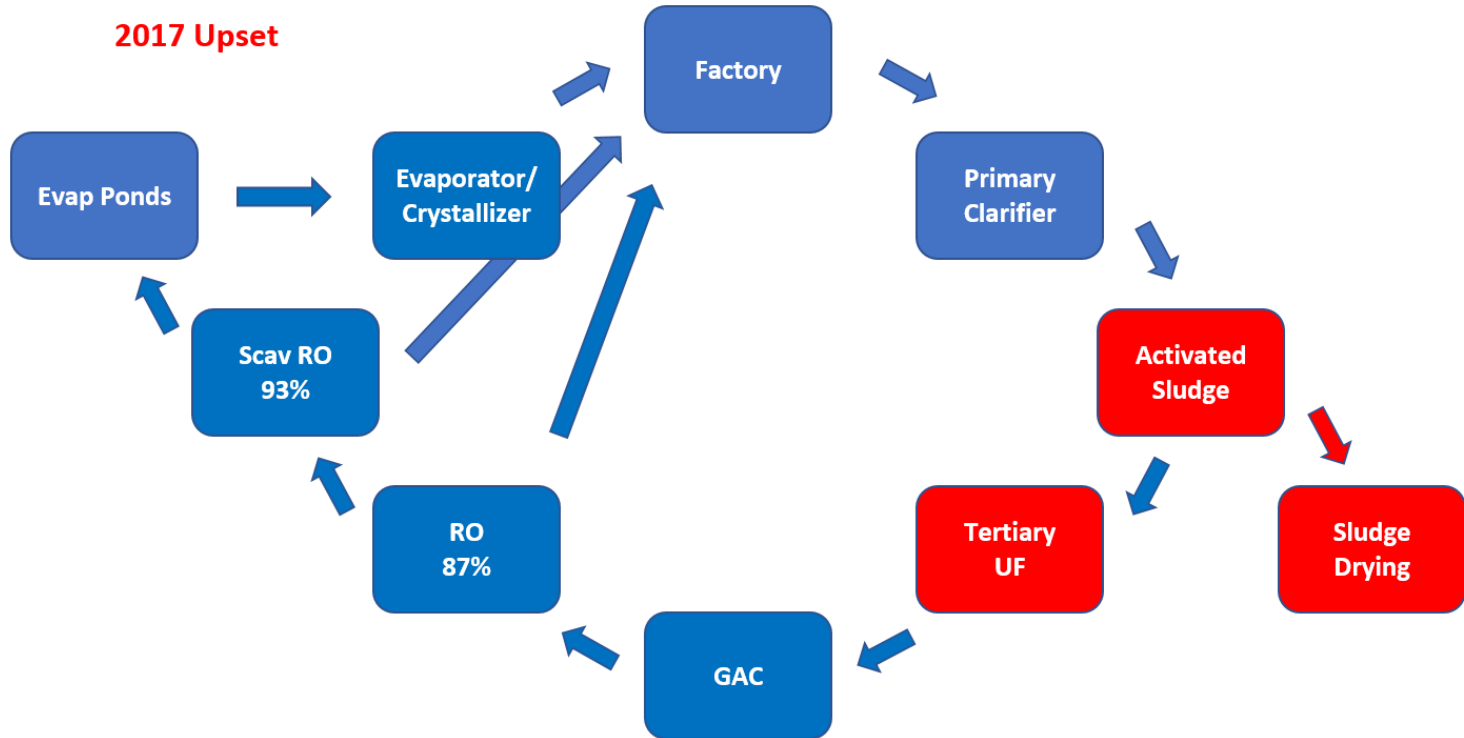 2017 Upset
Factory
Evap Ponds
Evaporator/
Crystallizer
Primary
Clarifier
Scav RO
93%
Activated
Sludge
RO
87%
Tertiary
UF
Sludge
Drying
GAC